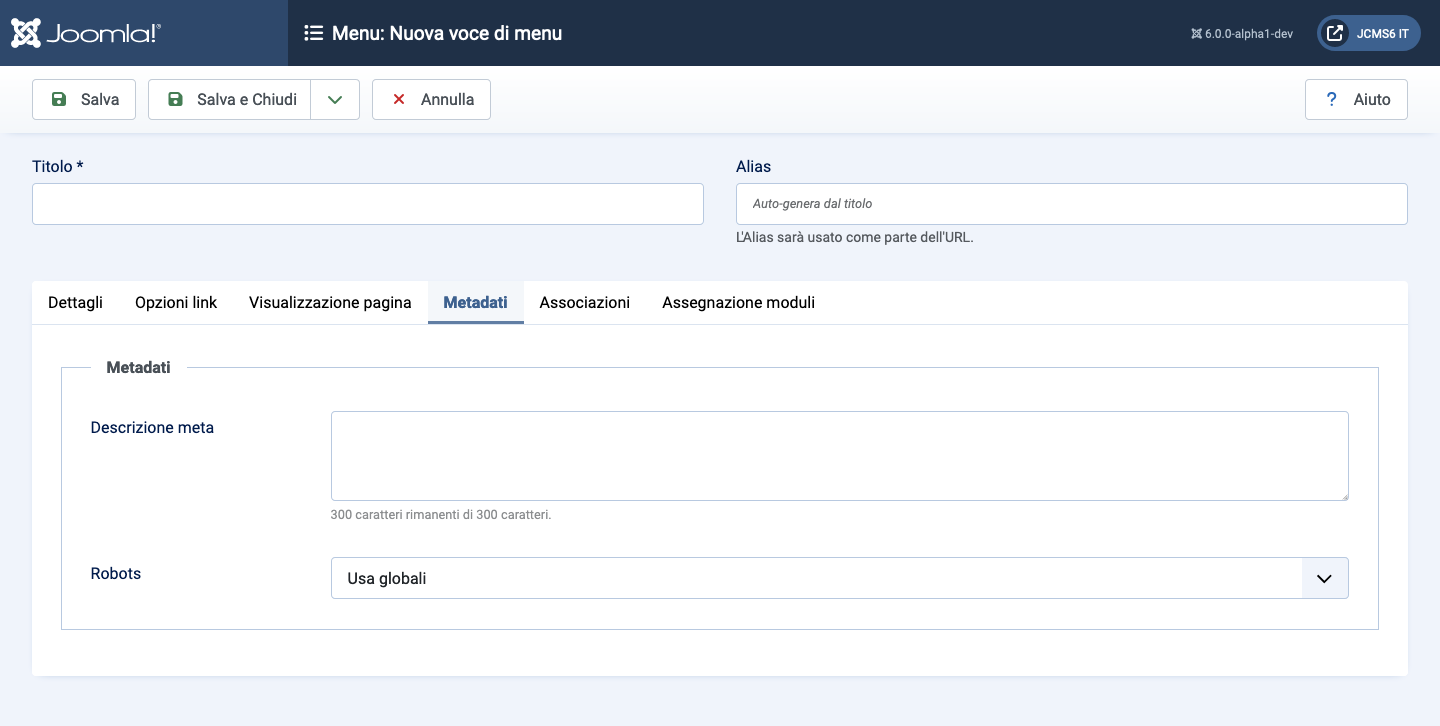 Joomla!®
Menu: Nuova voce di menu
6.0.0-alpha1-dev
JCMS6 IT
Salva
Salva e Chiudi
Annulla
? Aiuto
Titolo *
Alias
Auto-genera dal titolo
L'Alias sarà usato come parte dell'URL.
Dettagli
Opzioni link
Visualizzazione pagina
Metadati
Associazioni
Assegnazione moduli
Metadati
Descrizione meta
300 caratteri rimanenti di 300 caratteri.
Robots
Usa globali